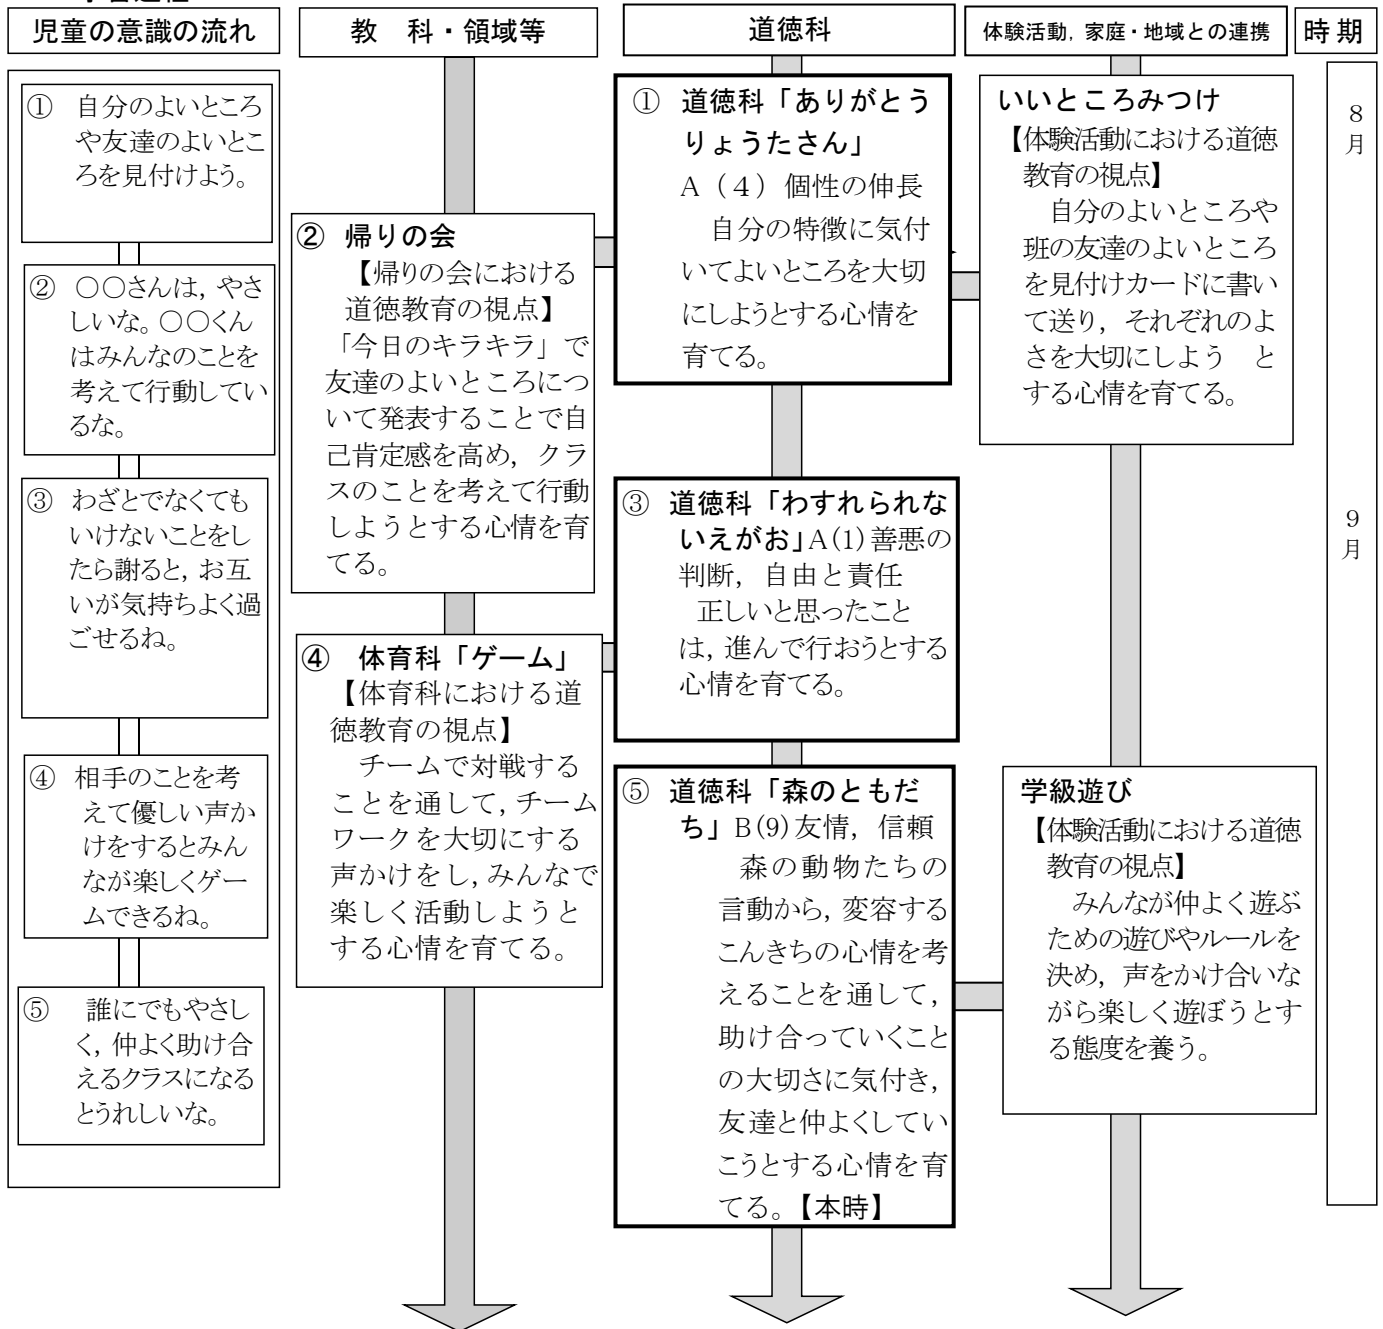 児童の意識の流れ
① 自分のよいところ
や友達のよいとこ
ろを見付けよう。
② ○○さんは，やさ
しいな。○○くん
はみんなのことを
考えて行動してい
るな。
③ わざとでなくても
いけないことをし
たら謝ると，お互
いが気持ちよく過
ごせるね。
④ 相手のことを考
えて優しい声か
けをするとみん
なが楽しくゲー
ムできるね。
⑤ 誰にでもやさし
く，仲よく助け合
えるクラスになる
とうれしいな。
教 科・領域等
② 帰りの会
【帰りの会における
道徳教育の視点】
「今日のキラキラ」で
友達のよいところにつ
いて発表することで自
己肯定感を高め，クラ
スのことを考えて行動
しようとする心情を育
てる。
④ 体育科「ゲーム」
【体育科における道
徳教育の視点】
チームで対戦する
ことを通して，チーム
ワークを大切にする
声かけをし，みんなで
楽しく活動しようと
する心情を育てる。
道徳科
① 道徳科「ありがとう
りょうたさん」
A（4）個性の伸長
自分の特徴に気付
いてよいところを大切
にしようとする心情を
育てる。
③ 道徳科「わすれられな
いえがお」A(1)善悪の
判断，自由と責任
正しいと思ったこと
は，進んで行おうとする
心情を育てる。
⑤ 道徳科「森のともだ
ち」B(9)友情，信頼
森の動物たちの
言動から，変容する
こんきちの心情を考
えることを通して，
助け合っていくこと
の大切さに気付き，
友達と仲よくしてい
こうとする心情を育
てる。【本時】
体験活動，家庭・地域との連携
いいところみつけ
【体験活動における道徳
教育の視点】
自分のよいところや
班の友達のよいところ
を見付けカードに書い
て送り，それぞれのよ
さを大切にしよう と
する心情を育てる。
学級遊び
【体験活動における道徳
教育の視点】
みんなが仲よく遊ぶ
ための遊びやルールを
決め，声をかけ合いな
がら楽しく遊ぼうとす
る態度を養う。
時 期
8
月
9
月